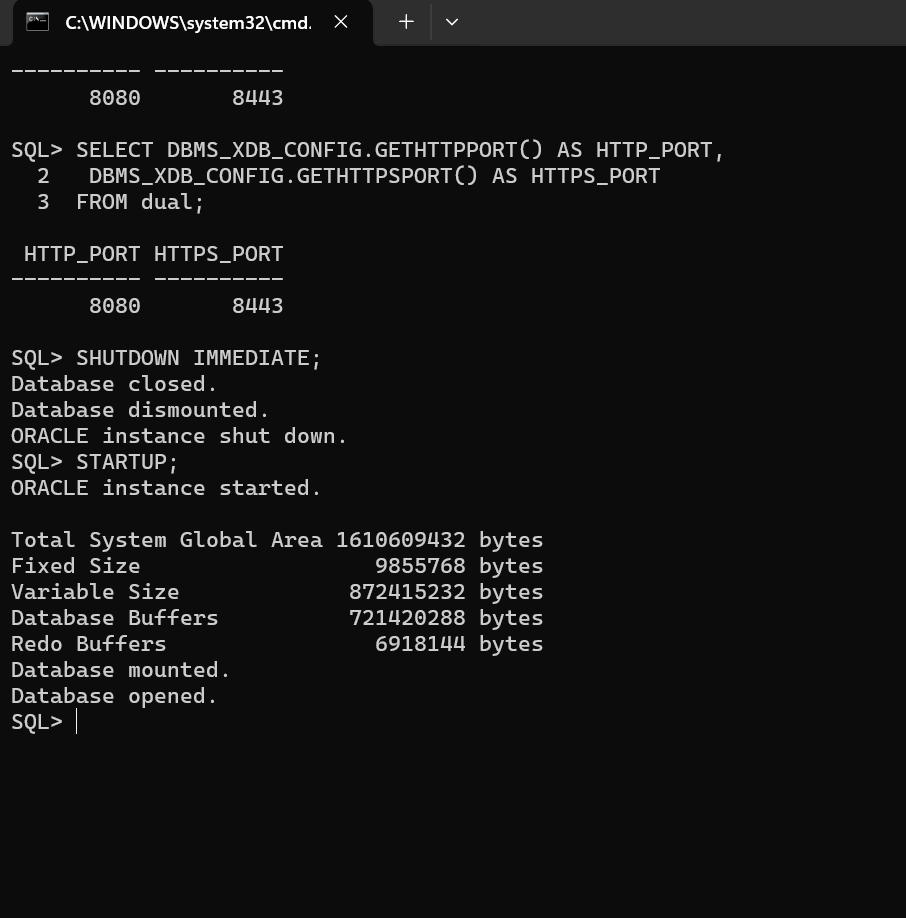 C:\WINDOWS\system32\cmd.
---------- ----------
      8080       8443
SQL> SELECT DBMS_XDB_CONFIG.GETHTTPPORT() AS HTTP_PORT,
  2   DBMS_XDB_CONFIG.GETHTTPSPORT() AS HTTPS_PORT
  3  FROM dual;
 HTTP_PORT HTTPS_PORT
---------- ----------
      8080       8443
SQL> SHUTDOWN IMMEDIATE;
Database closed.
Database dismounted.
ORACLE instance shut down.
SQL> STARTUP;
ORACLE instance started.
Total System Global Area 1610609432 bytes
Fixed Size                  9855768 bytes
Variable Size             872415232 bytes
Database Buffers          721420288 bytes
Redo Buffers                6918144 bytes
Database mounted.
Database opened.
SQL>